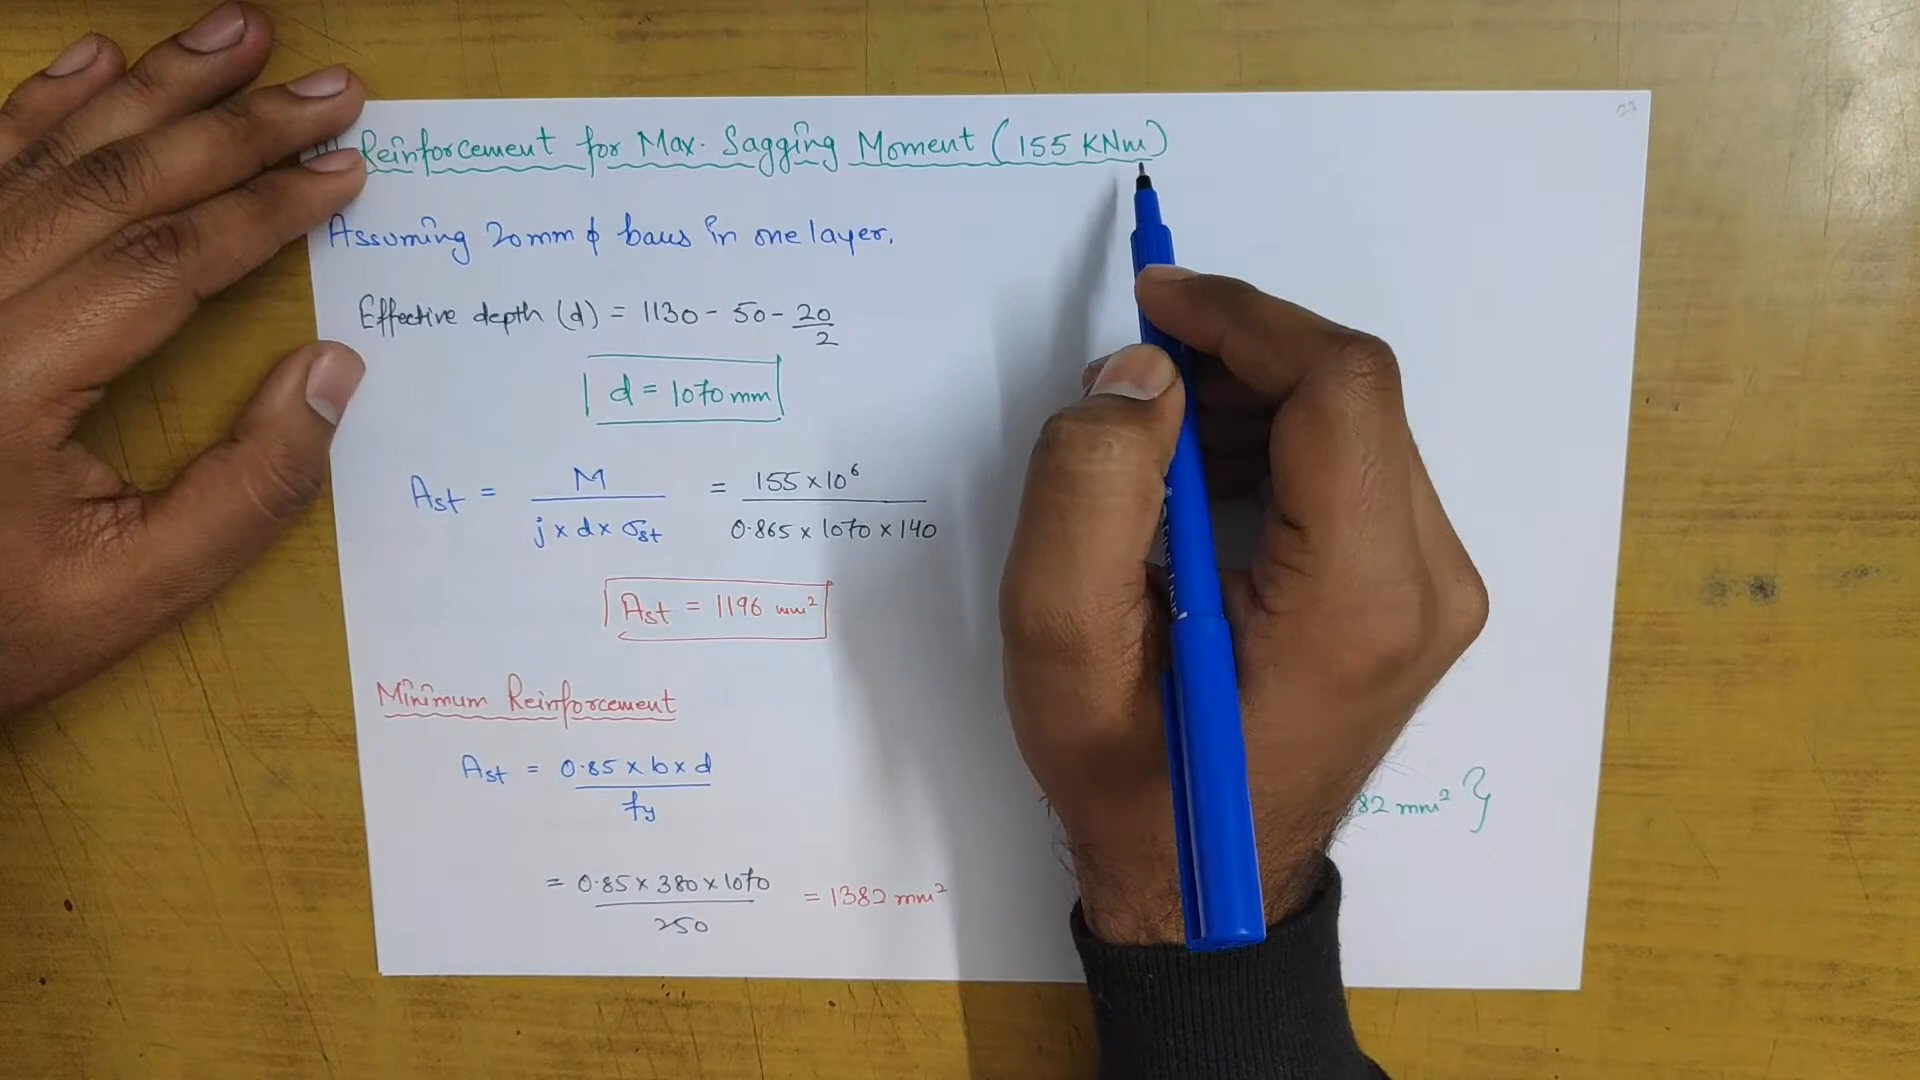 Reinforcement for Max. Sagging Moment (155 KNm)
Assuming 20mm ϕ bars in one layer.
Effective depth (d) = 1130 - 50 - 20/2
d = 1070 mm
Ast = M / j x d x σst = 155 x 10⁶ / 0.865 x 1070 x 140
Ast = 1196 mm²
Minimum Reinforcement
Ast = 0.85 x b x d / fy
82 mm² }
= 0.85 x 380 x 1070 / 250 = 1382 mm²